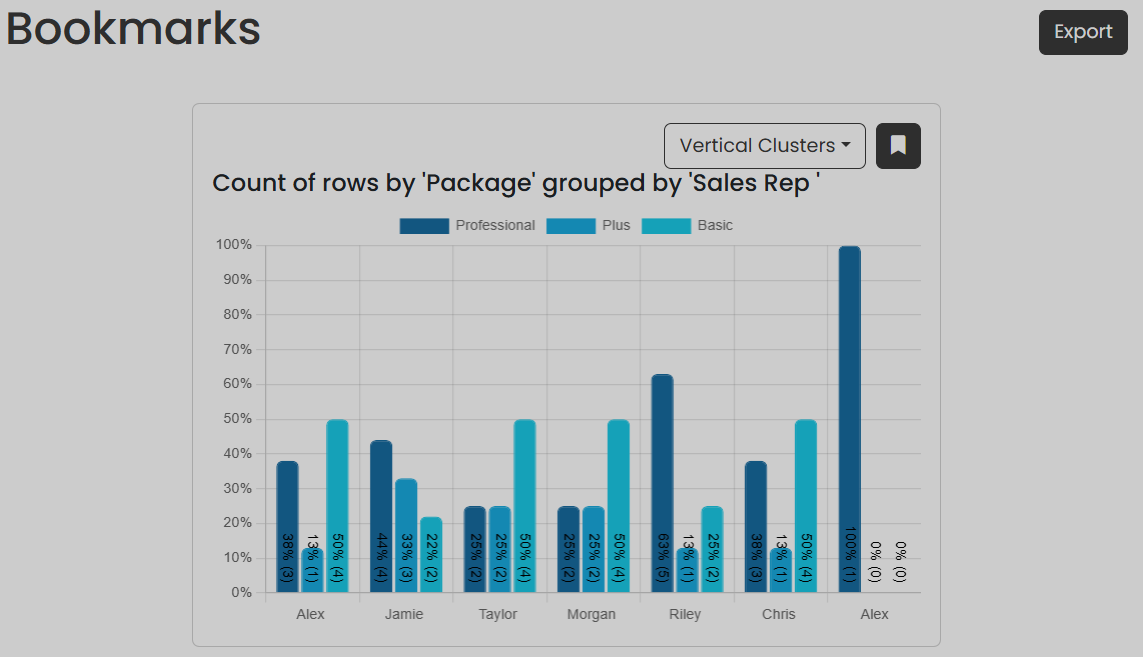 Bookmarks
Export
Vertical Clusters
Count of rows by 'Package' grouped by 'Sales Rep '
Professional Plus Basic
100%
90%
80%
70%
60%
50%
40%
30%
20%
10%
0%
38% (3) 13% (1) 50% (4) 44% (4) 33% (3) 22% (2) 25% (2) 25% (2) 50% (4) 25% (2) 25% (2) 50% (4) 63% (5) 13% (1) 25% (2) 38% (3) 13% (1) 50% (4) 100% (1) 0% (0) 0% (0)
Alex Jamie Taylor Morgan Riley Chris Alex